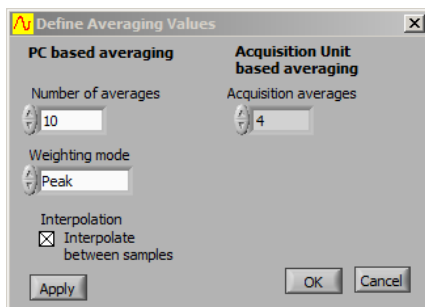 Define Averaging Values
PC based averaging
Acquisition Unit
based averaging
Number of averages
10
Acquisition averages
4
Weighting mode
Peak
Interpolation
Interpolate
between samples
Apply
OK
Cancel